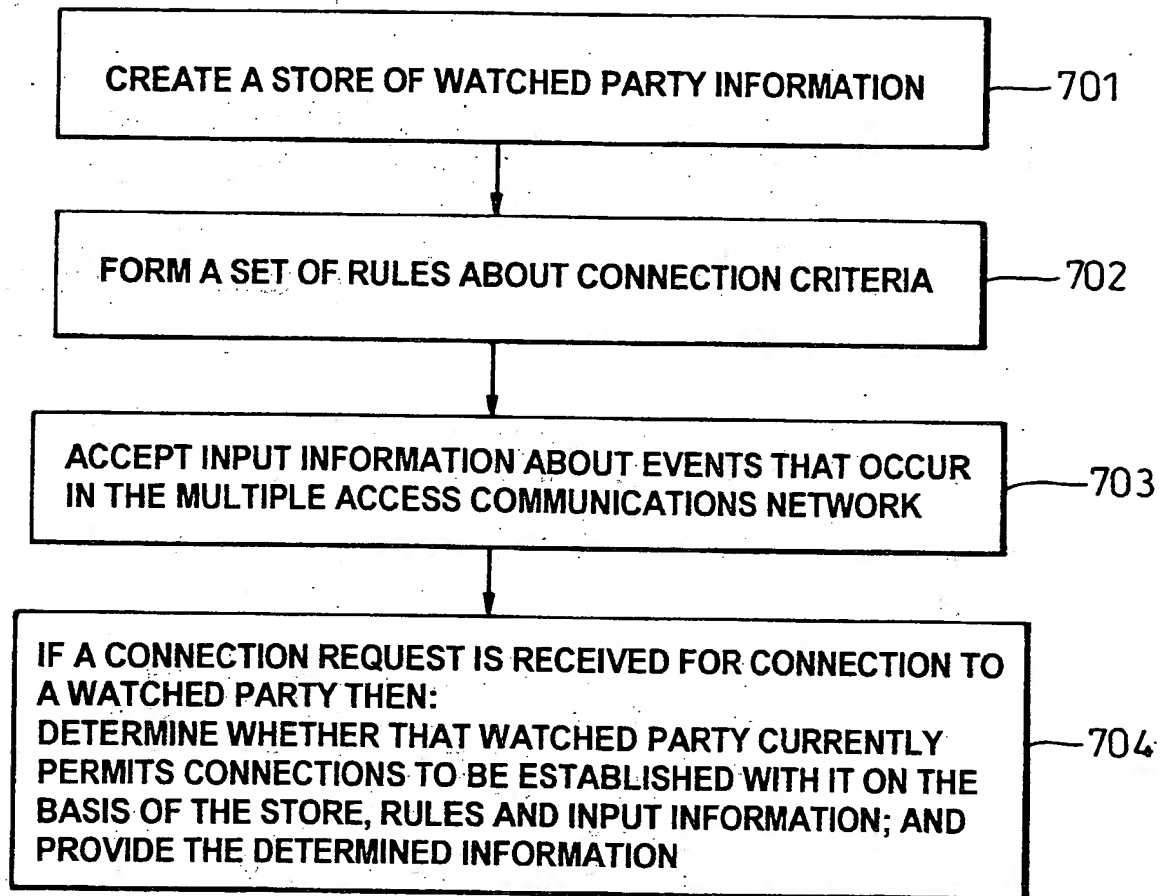 CREATE A STORE OF WATCHED PARTY INFORMATION
701
FORM A SET OF RULES ABOUT CONNECTION CRITERIA
702
ACCEPT INPUT INFORMATION ABOUT EVENTS THAT OCCUR
IN THE MULTIPLE ACCESS COMMUNICATIONS NETWORK
703
IF A CONNECTION REQUEST IS RECEIVED FOR CONNECTION TO
A WATCHED PARTY THEN:
DETERMINE WHETHER THAT WATCHED PARTY CURRENTLY
PERMITS CONNECTIONS TO BE ESTABLISHED WITH IT ON THE
BASIS OF THE STORE, RULES AND INPUT INFORMATION; AND
PROVIDE THE DETERMINED INFORMATION
704